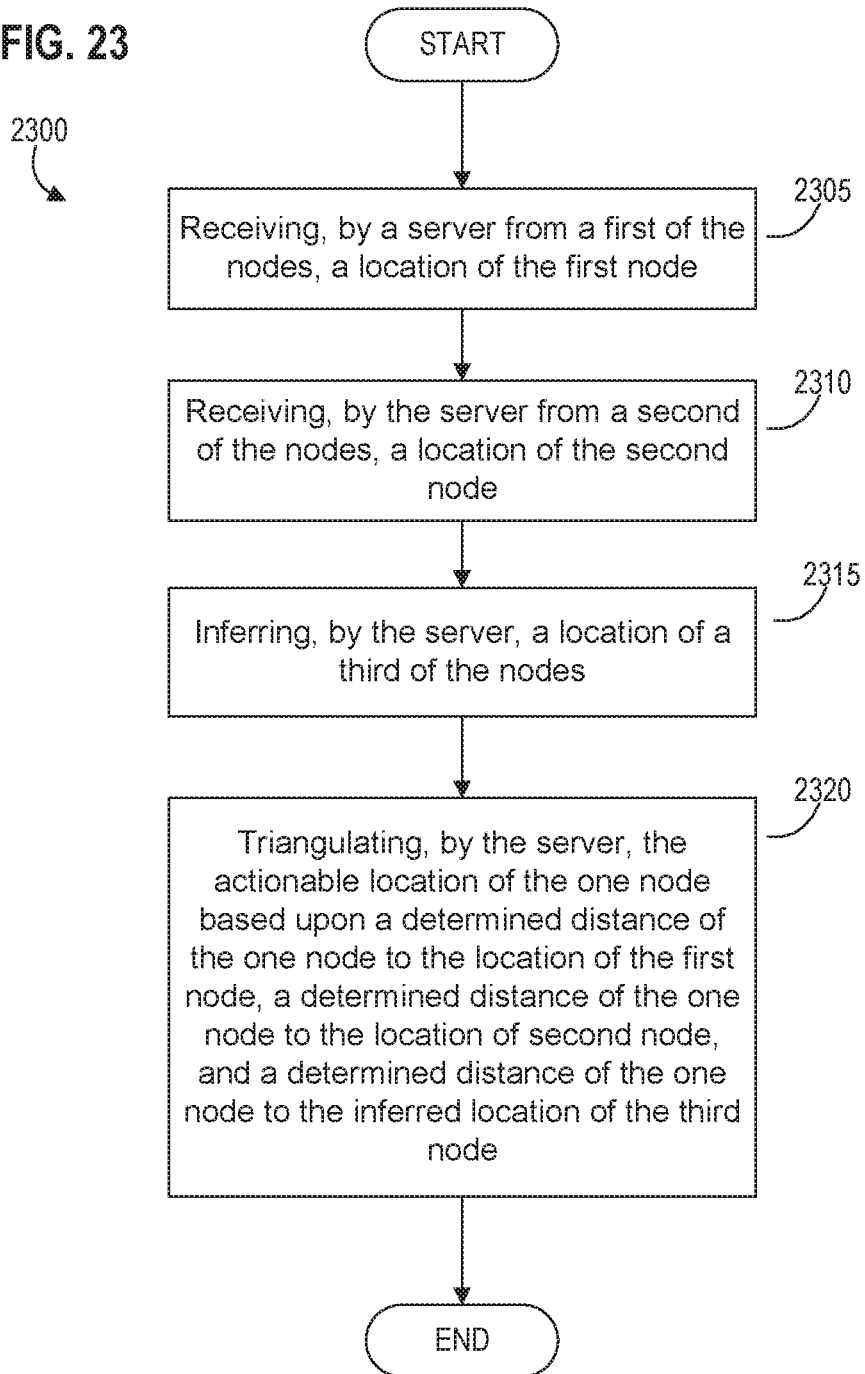 FIG. 23
START
2300
2305
Receiving, by a server from a first of the
nodes, a location of the first node
2310
Receiving, by the server from a second
of the nodes, a location of the second
node
2315
Inferring, by the server, a location of a
third of the nodes
2320
Triangulating, by the server, the
actionable location of the one node
based upon a determined distance of
the one node to the location of the first
node, a determined distance of the one
node to the location of second node,
and a determined distance of the one
node to the inferred location of the third
node
END